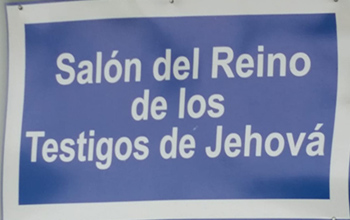 Salón del Reino
de los
Testigos de Jehová